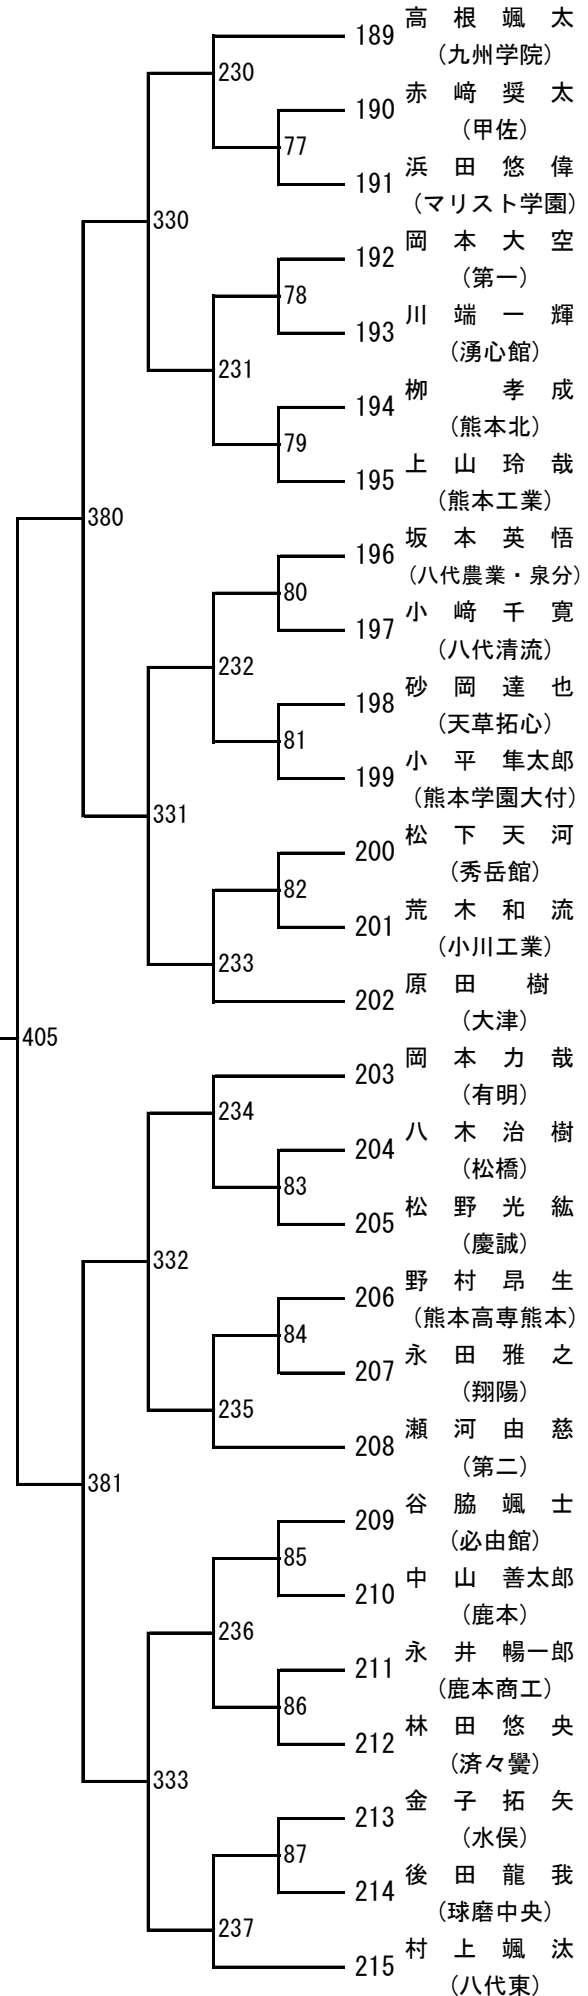 高 根 颯 太
189
(九州学院)
230
赤 﨑 奨 太
190
(甲佐)
77
浜 田 悠 偉
191
(マリスト学園)
330
岡 本 大 空
192
(第一)
78
川 端 一 輝
193
(湧心館)
231
栁 孝 成
194
(熊本北)
79
上 山 玲 哉
195
(熊本工業)
380
坂 本 英 悟
196
(八代農業・泉分)
80
小 﨑 千 寛
197
(八代清流)
232
砂 岡 達 也
198
(天草拓心)
81
小 平 隼太郎
199
(熊本学園大付)
331
松 下 天 河
200
(秀岳館)
82
荒 木 和 流
201
(小川工業)
233
原 田 樹
202
(大津)
405
岡 本 力 哉
203
(有明)
234
八 木 治 樹
204
(松橋)
83
松 野 光 紘
205
(慶誠)
332
野 村 昂 生
206
(熊本高専熊本)
84
永 田 雅 之
207
(翔陽)
235
瀬 河 由 慈
208
(第二)
381
谷 脇 颯 士
209
(必由館)
85
中 山 善太郎
210
(鹿本)
236
永 井 暢一郎
211
(鹿本商工)
86
林 田 悠 央
212
(済々黌)
333
金 子 拓 矢
213
(水俣)
87
後 田 龍 我
214
(球磨中央)
237
村 上 颯 汰
215
(八代東)